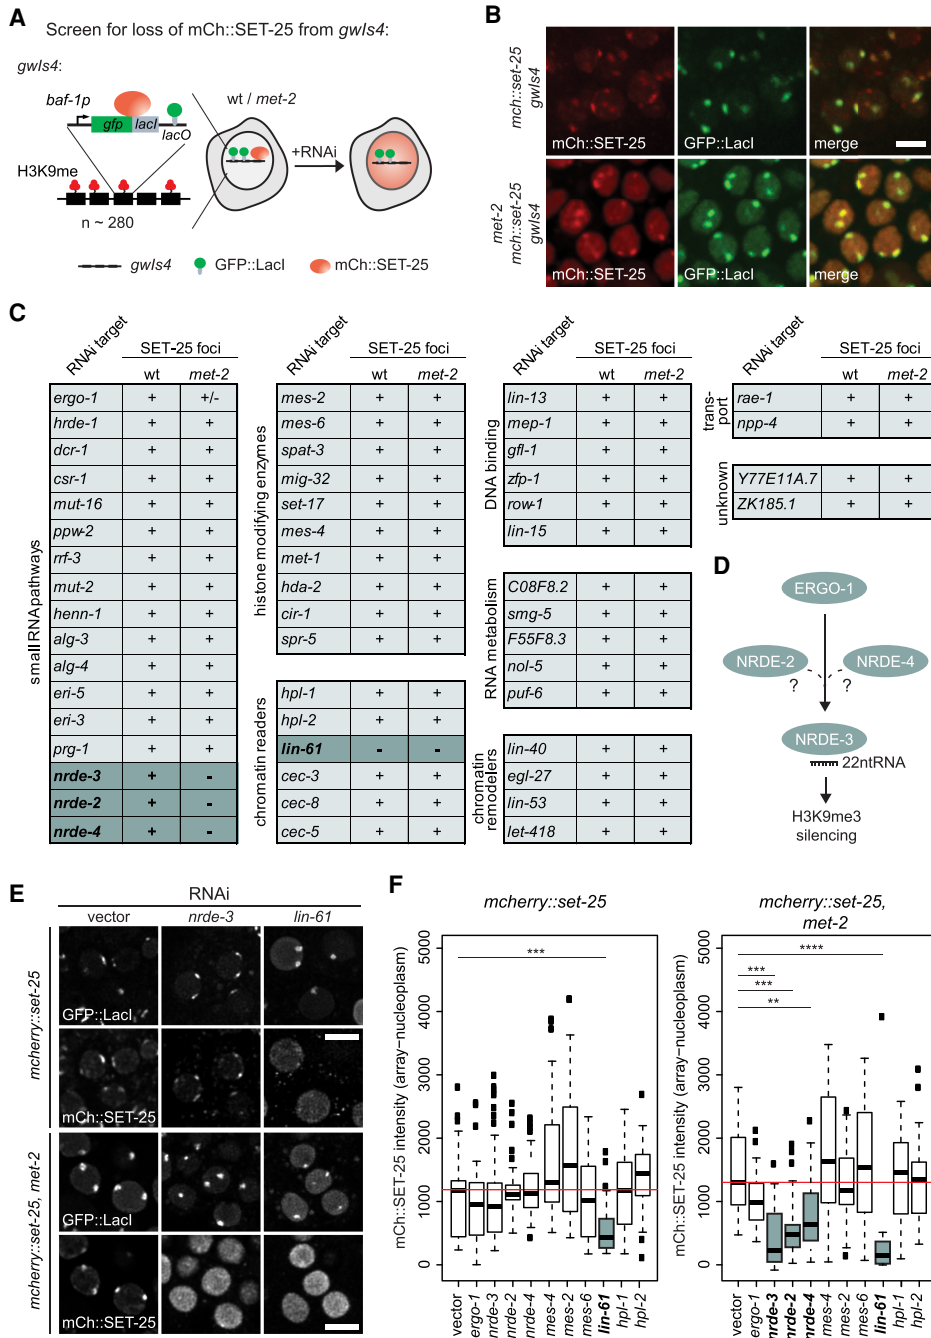 A
Screen for loss of mCh::SET-25 from gwIs4:
gwIs4:
baf-1p
gfp
lacI
lacO
H3K9me
n ~ 280
wt / met-2
+RNAi
gwIs4
GFP::LacI
mCh::SET-25
B
mch::set-25
gwIs4
mCh::SET-25
GFP::LacI
merge
met-2
mch::set-25
gwIs4
mCh::SET-25
GFP::LacI
merge
C
RNAi target
SET-25 foci
wt met-2
small RNA pathways
ergo-1 + +/-
hrde-1 + +
dcr-1 + +
csr-1 + +
mut-16 + +
ppw-2 + +
rrf-3 + +
mut-2 + +
henn-1 + +
alg-3 + +
alg-4 + +
eri-5 + +
eri-3 + +
prg-1 + +
nrde-3 + -
nrde-2 + -
nrde-4 + -
RNAi target
SET-25 foci
wt met-2
histone modifying enzymes
mes-2 + +
mes-6 + +
spat-3 + +
mig-32 + +
set-17 + +
mes-4 + +
met-1 + +
hda-2 + +
cir-1 + +
spr-5 + +
chromatin readers
hpl-1 + +
hpl-2 + +
lin-61 - -
cec-3 + +
cec-8 + +
cec-5 + +
RNAi target
SET-25 foci
wt met-2
DNA binding
lin-13 + +
mep-1 + +
gfl-1 + +
zfp-1 + +
row-1 + +
lin-15 + +
RNA metabolism
C08F8.2 + +
smg-5 + +
F55F8.3 + +
nol-5 + +
puf-6 + +
chromatin
remodelers
lin-40 + +
egl-27 + +
lin-53 + +
let-418 + +
RNAi target
SET-25 foci
wt met-2
trans-
port
rae-1 + +
npp-4 + +
unknown
Y77E11A.7 + +
ZK185.1 + +
D
ERGO-1
NRDE-2
NRDE-4
? ?
NRDE-3
22ntRNA
H3K9me3
silencing
E
RNAi
vector nrde-3 lin-61
mcherry::set-25
GFP::LacI
mCh::SET-25
mcherry::set-25, met-2
GFP::LacI
mCh::SET-25
F
mcherry::set-25
mCh::SET-25 intensity (array-nucleoplasm)
5000
4000
3000
2000
1000
0
***
vector ergo-1 nrde-3 nrde-2 nrde-4 mes-4 mes-2 mes-6 lin-61 hpl-1 hpl-2
mcherry::set-25,
met-2
mCh::SET-25 intensity (array-nucleoplasm)
5000
4000
3000
2000
1000
0
****
***
***
**
vector ergo-1 nrde-3 nrde-2 nrde-4 mes-4 mes-2 mes-6 lin-61 hpl-1 hpl-2